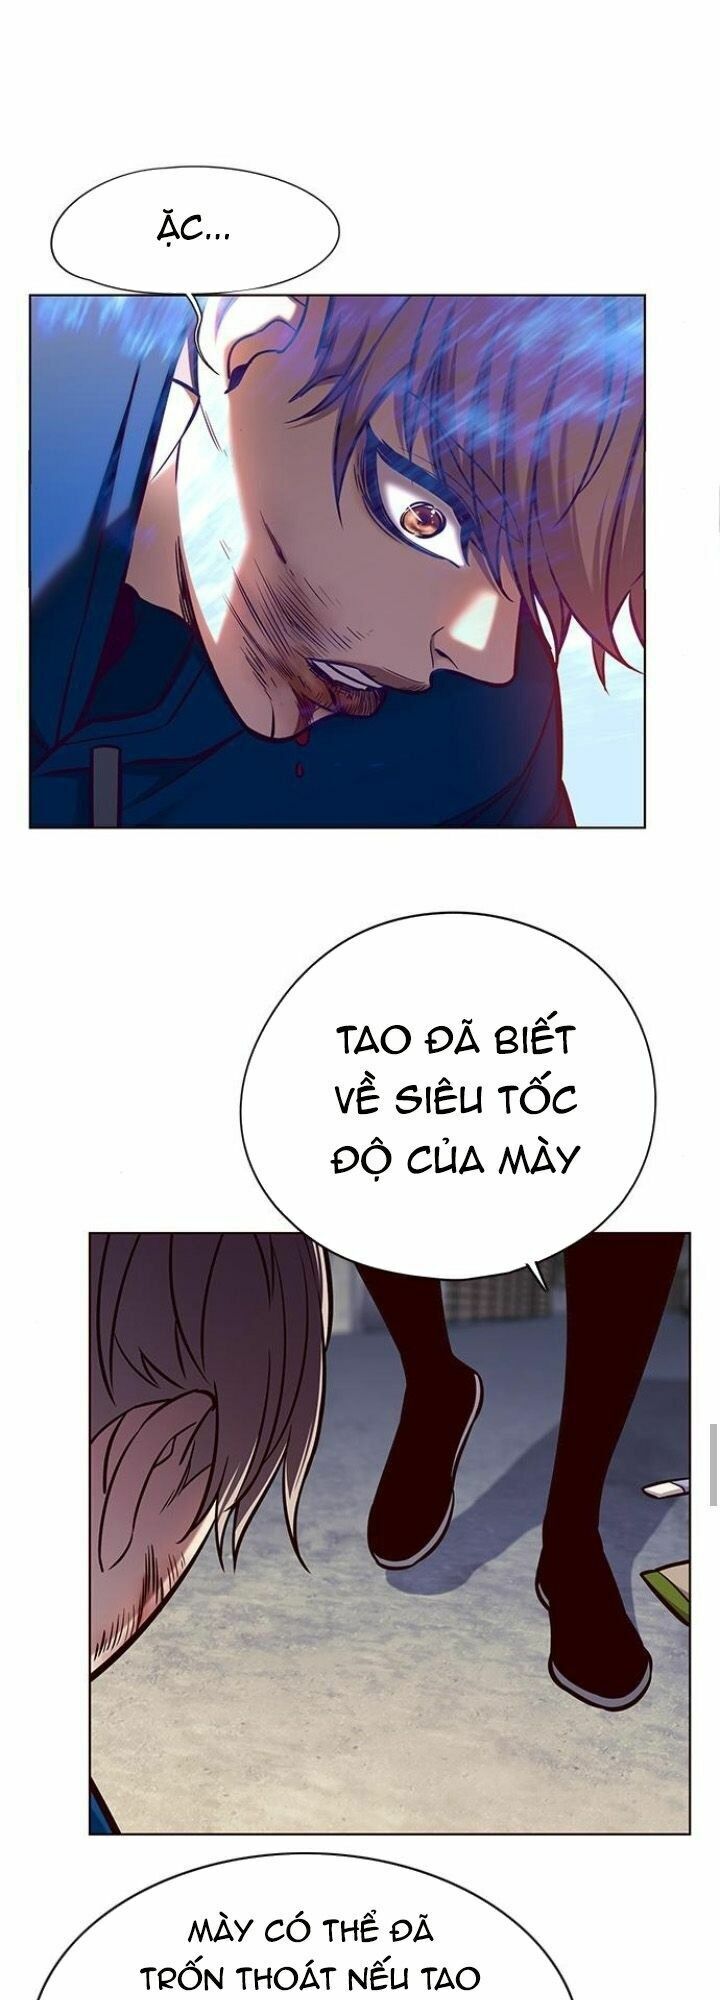 ẶC...
TAO ĐÃ BIẾT
VỀ SIÊU TỐC
ĐỘ CỦA MÀY
MÀY CÓ THỂ ĐÃ
TRỐN THOÁT NẾU TAO